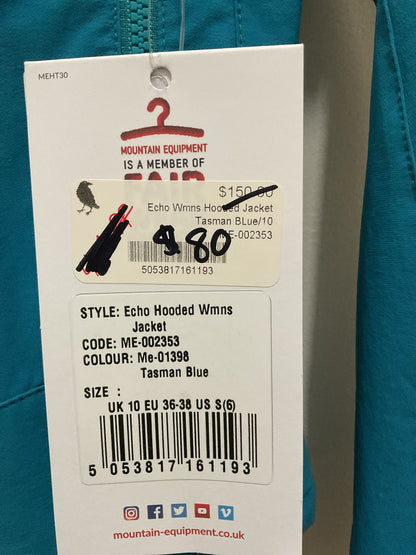 MEHT30
MOUNTAIN EQUIPMENT
IS A MEMBER OF
FAIR
$150.00
Echo Wmns Hooded Jacket
Tasman BLue/10
ME-002353
$80
5053817161193
STYLE: Echo Hooded Wmns
Jacket
CODE: ME-002353
COLOUR: Me-01398
Tasman Blue
SIZE :
UK 10 EU 36-38 US S(6)
5 053817 161193
mountain-equipment.co.uk